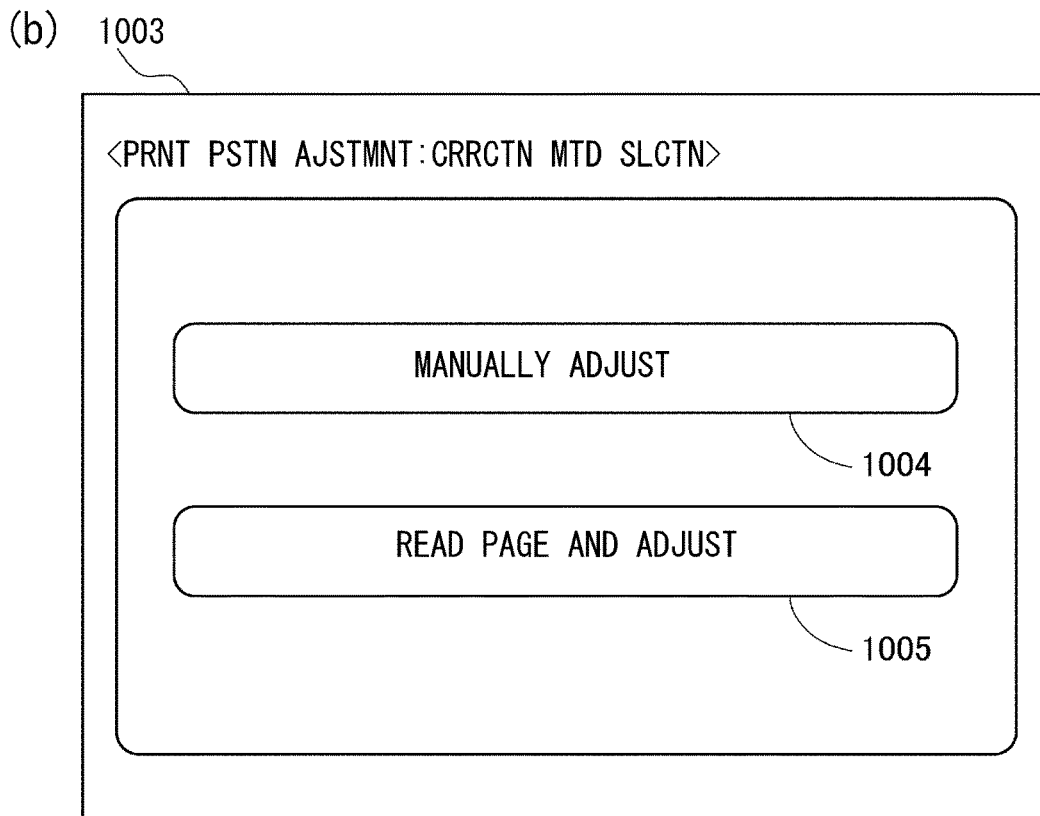 (b) 1003
<PRNT PSTN AJSTMNT:CRRCTN MTD SLCTN>
MANUALLY ADJUST
1004
READ PAGE AND ADJUST
1005